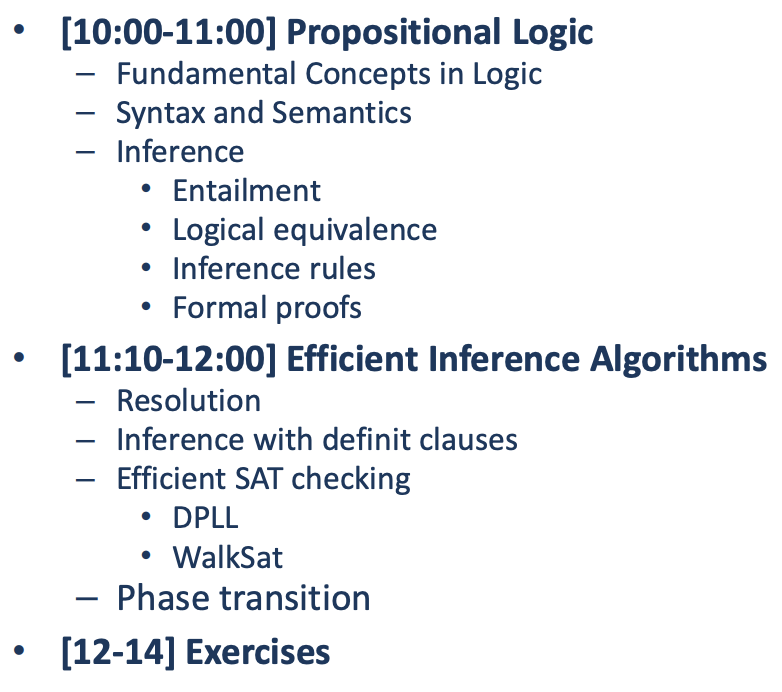 • [10:00-11:00] Propositional Logic
– Fundamental Concepts in Logic
– Syntax and Semantics
– Inference
• Entailment
• Logical equivalence
• Inference rules
• Formal proofs
• [11:10-12:00] Efficient Inference Algorithms
– Resolution
– Inference with definit clauses
– Efficient SAT checking
• DPLL
• WalkSat
– Phase transition
• [12-14] Exercises